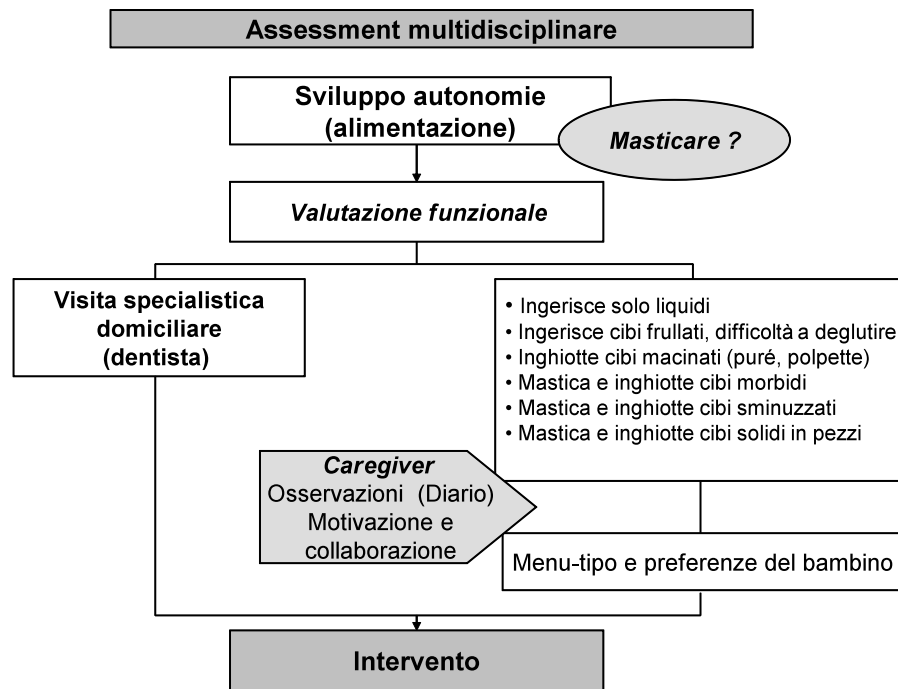 Assessment multidisciplinare
Sviluppo autonomie
(alimentazione)
Masticare ?
Valutazione funzionale
Visita specialistica
domiciliare
(dentista)
• Ingerisce solo liquidi
• Ingerisce cibi frullati, difficoltà a deglutire
• Inghiotte cibi macinati (puré, polpette)
• Mastica e inghiotte cibi morbidi
• Mastica e inghiotte cibi sminuzzati
• Mastica e inghiotte cibi solidi in pezzi
Caregiver
Osservazioni (Diario)
Motivazione e
collaborazione
Menu-tipo e preferenze del bambino
Intervento